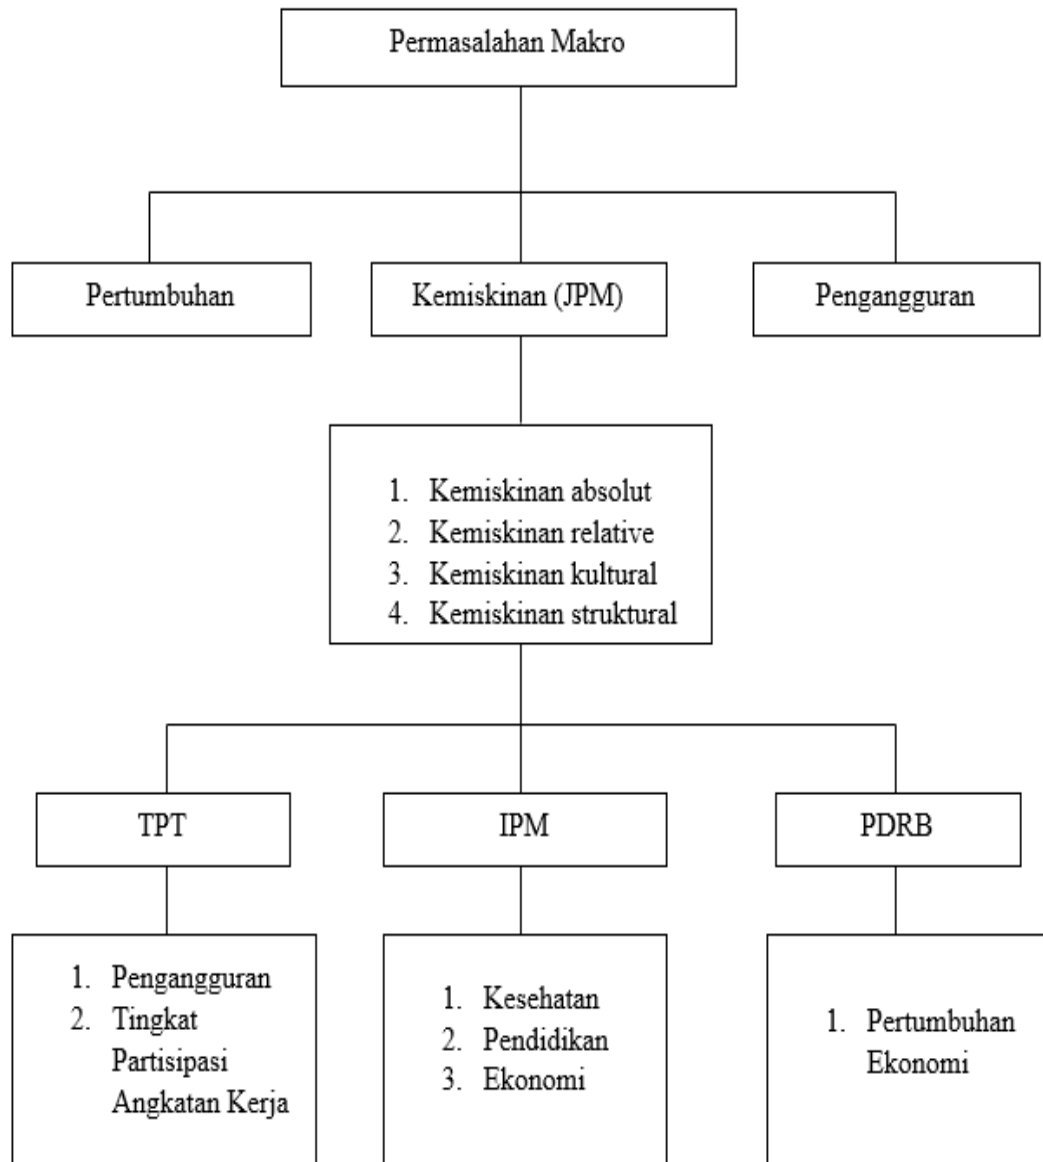 Permasalahan Makro
Pertumbuhan
Kemiskinan (JPM)
Pengangguran
1. Kemiskinan absolut
2. Kemiskinan relative
3. Kemiskinan kultural
4. Kemiskinan struktural
TPT
IPM
PDRB
1. Pengangguran
2. Tingkat
Partisipasi
Angkatan Kerja
1. Kesehatan
2. Pendidikan
3. Ekonomi
1. Pertumbuhan
Ekonomi